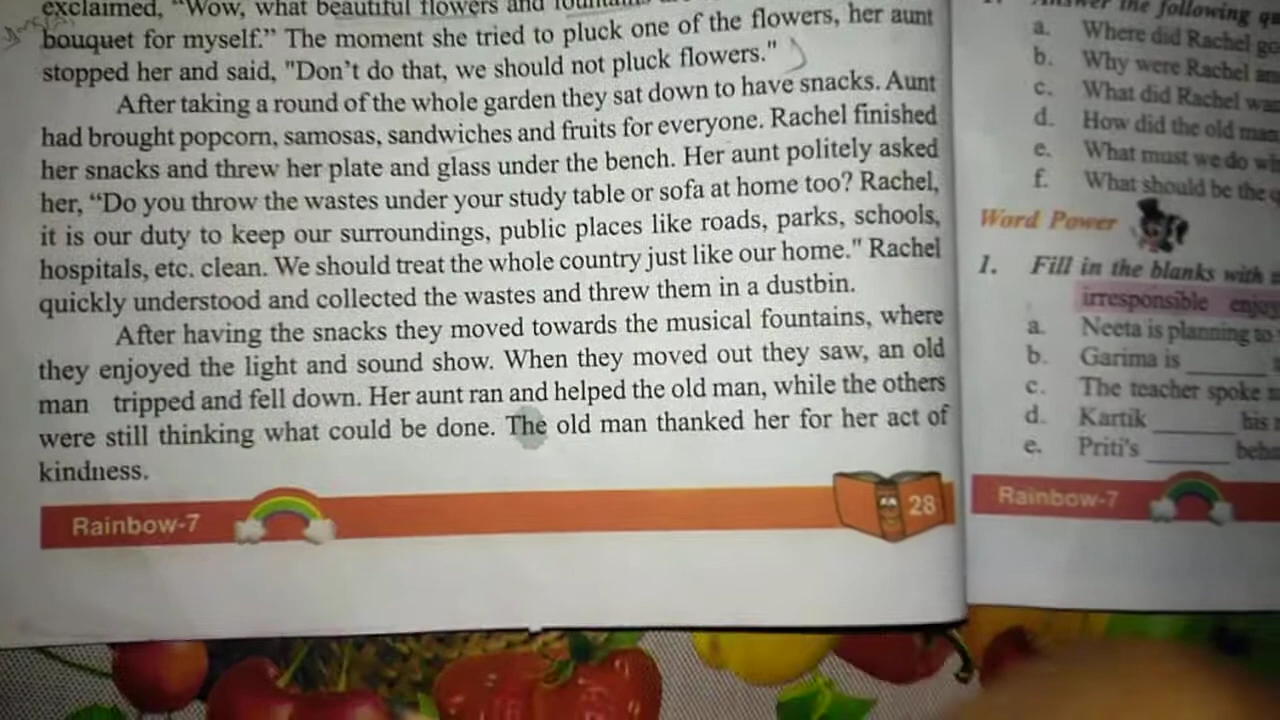 exclaimed, "Wow, what beautiful flowers and
bouquet for myself.” The moment she tried to pluck one of the flowers, her aunt
stopped her and said, "Don’t do that, we should not pluck flowers."
After taking a round of the whole garden they sat down to have snacks. Aunt
had brought popcorn, samosas, sandwiches and fruits for everyone. Rachel finished
her snacks and threw her plate and glass under the bench. Her aunt politely asked
her, “Do you throw the wastes under your study table or sofa at home too? Rachel,
it is our duty to keep our surroundings, public places like roads, parks, schools,
hospitals, etc. clean. We should treat the whole country just like our home." Rachel
quickly understood and collected the wastes and threw them in a dustbin.
After having the snacks they moved towards the musical fountains, where
they enjoyed the light and sound show. When they moved out they saw, an old
man tripped and fell down. Her aunt ran and helped the old man, while the others
were still thinking what could be done. The old man thanked her for her act of
kindness.
Rainbow-7
28
the following
a. Where did Rachel
b. Why were Rachel
c. What did Rachel
d. How did the old
e. What must we do
f. What should be the
Word Power
1. Fill in the blanks with
irresponsible
a. Neeta is planning to
b. Garima is ______
c. The teacher spoke
d. Kartik ______ his
e. Priti's ______
Rainbow-7